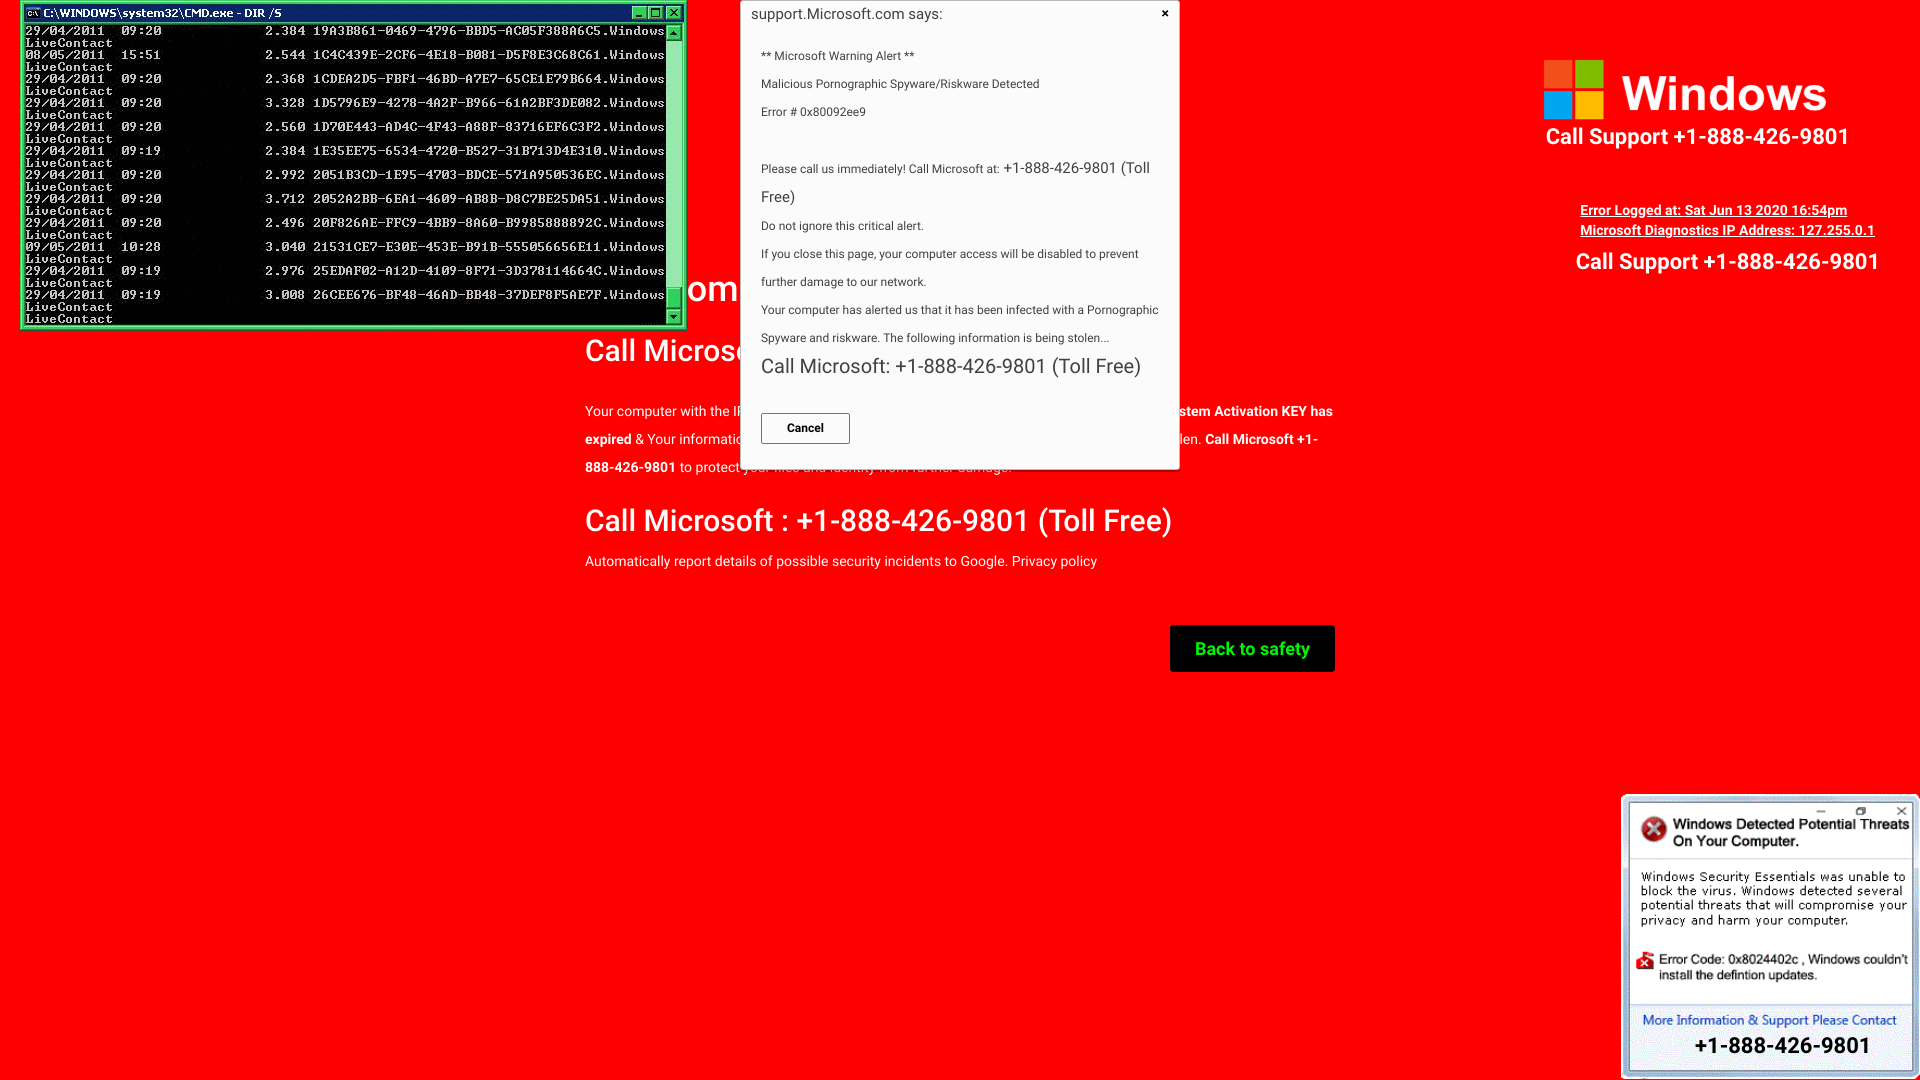 C:\WINDOWS\system32\CMD.exe - DIR /S
29/04/2011 09:20 2.384 19A3B861-0469-4796-BBD5-AC05F388A6C5.Windows
LiveContact
08/05/2011 15:51 2.544 1C4C439E-2CF6-4E18-B081-D5F8E3C68C61.Windows
LiveContact
29/04/2011 09:20 2.368 1CDEA2D5-FBF1-46BD-A7E7-65CE1E79B664.Windows
LiveContact
29/04/2011 09:20 3.328 1D5796E9-4278-4A2F-B966-61A2BF3DE082.Windows
LiveContact
29/04/2011 09:20 2.560 1D70E443-AD4C-4F43-A88F-83716EF6C3F2.Windows
LiveContact
29/04/2011 09:19 2.384 1E35EE75-6534-4720-B527-31B713D4E310.Windows
LiveContact
29/04/2011 09:20 2.992 2051B3CD-1E95-4703-BDCE-571A950536EC.Windows
LiveContact
29/04/2011 09:20 3.712 2052A2BB-6EA1-4609-AB8B-D8C7BE25DA51.Windows
LiveContact
29/04/2011 09:20 2.496 20F826AE-FFC9-4BB9-8A60-B9985888892C.Windows
LiveContact
09/05/2011 10:28 3.040 21531CE7-E30E-453E-B91B-555056656E11.Windows
LiveContact
29/04/2011 09:19 2.976 25EDAF02-A12D-4109-8F71-3D378114664C.Windows
LiveContact
29/04/2011 09:19 3.008 26CEE676-BF48-46AD-BB48-37DEF8F5AE7F.Windows
LiveContact
LiveContact
support.Microsoft.com says:
** Microsoft Warning Alert **
Malicious Pornographic Spyware/Riskware Detected
Error # 0x80092ee9
Please call us immediately! Call Microsoft at: +1-888-426-9801 (Toll
Free)
Do not ignore this critical alert.
If you close this page, your computer access will be disabled to prevent
further damage to our network.
Your computer has alerted us that it has been infected with a Pornographic
Spyware and riskware. The following information is being stolen...
Call Microsoft: +1-888-426-9801 (Toll Free)
Cancel
Windows
Call Support +1-888-426-9801
Error Logged at: Sat Jun 13 2020 16:54pm
Microsoft Diagnostics IP Address: 127.255.0.1
Call Support +1-888-426-9801
om
Call Micros
Your computer with the IP stem Activation KEY has
expired & Your informatio len. Call Microsoft +1-
888-426-9801 to protect your files and identity from further damage.
Call Microsoft : +1-888-426-9801 (Toll Free)
Automatically report details of possible security incidents to Google. Privacy policy
Back to safety
Windows Detected Potential Threats
On Your Computer.
Windows Security Essentials was unable to
block the virus. Windows detected several
potential threats that will compromise your
privacy and harm your computer.
Error Code: 0x8024402c , Windows couldn't
install the defintion updates.
More Information & Support Please Contact
+1-888-426-9801